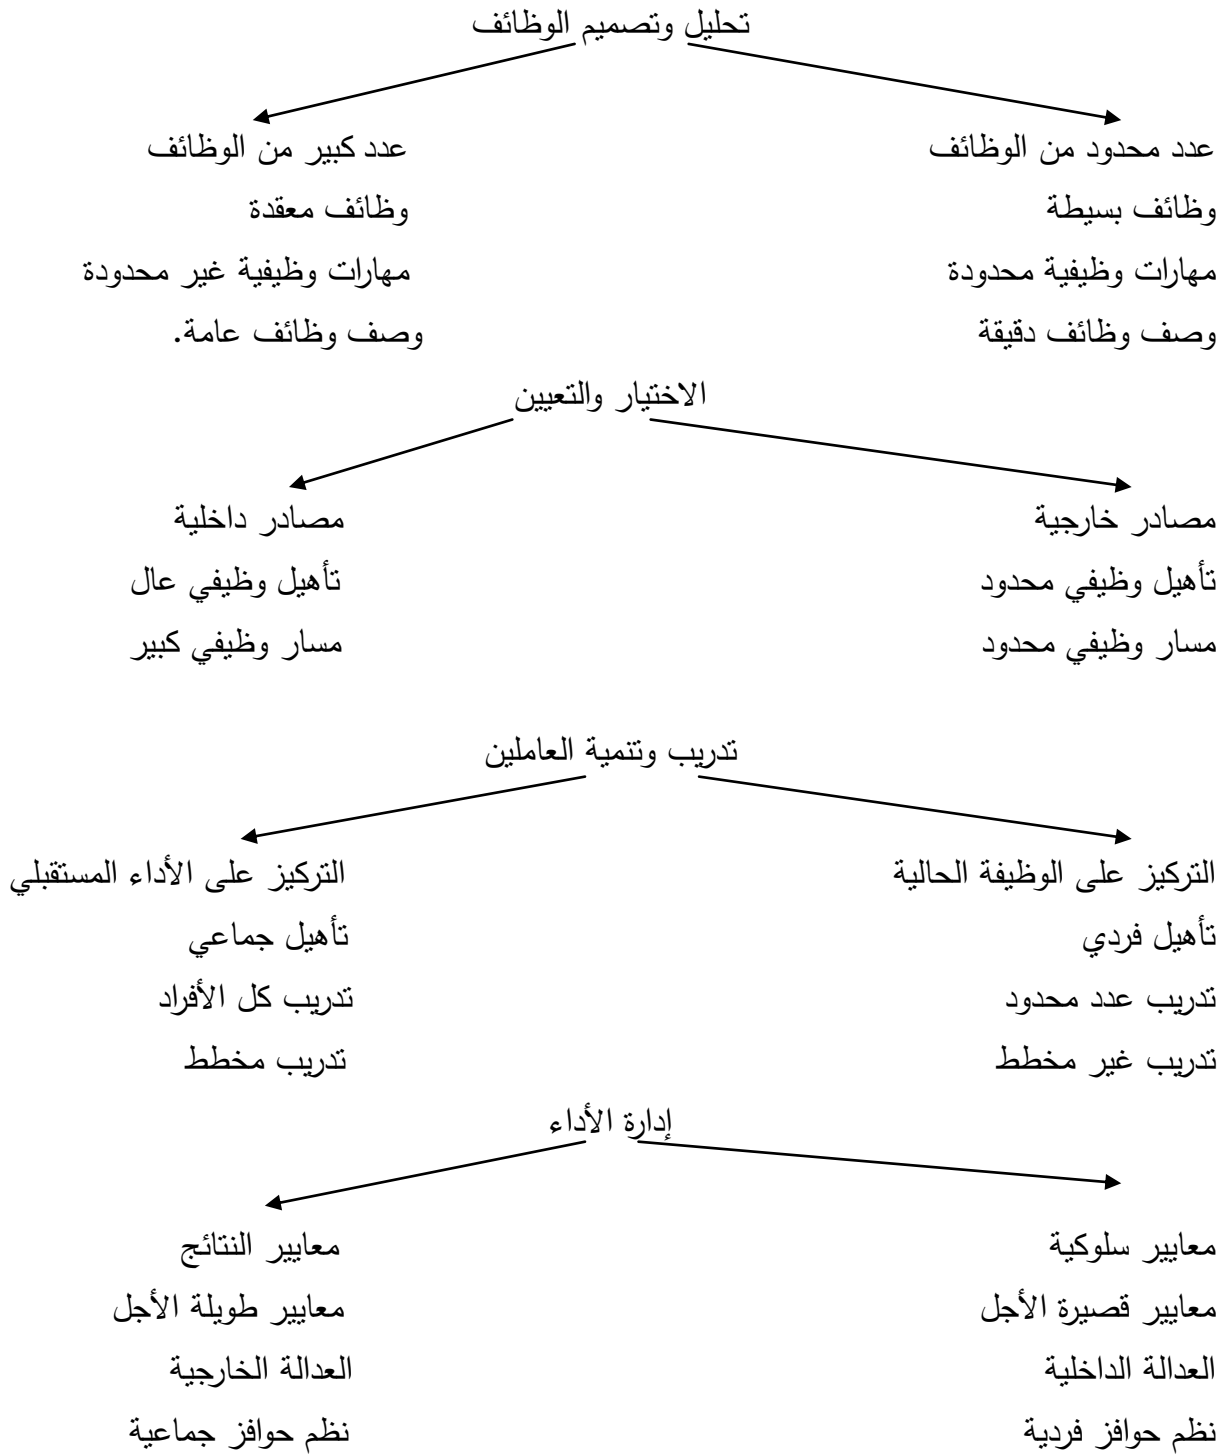 تحليل وتصميم الوظائف
عدد محدود من الوظائف عدد كبير من الوظائف
وظائف بسيطة وظائف معقدة
مهارات وظيفية محدودة مهارات وظيفية غير محدودة
وصف وظائف دقيقة وصف وظائف عامة.
الاختيار والتعيين
مصادر خارجية مصادر داخلية
تأهيل وظيفي محدود تأهيل وظيفي عال
مسار وظيفي محدود مسار وظيفي كبير
تدريب وتنمية العاملين
التركيز على الوظيفة الحالية التركيز على الأداء المستقبلي
تأهيل فردي تأهيل جماعي
تدريب عدد محدود تدريب كل الأفراد
تدريب غير مخطط تدريب مخطط
إدارة الأداء
معايير سلوكية معايير النتائج
معايير قصيرة الأجل معايير طويلة الأجل
العدالة الداخلية العدالة الخارجية
نظم حوافز فردية نظم حوافز جماعية